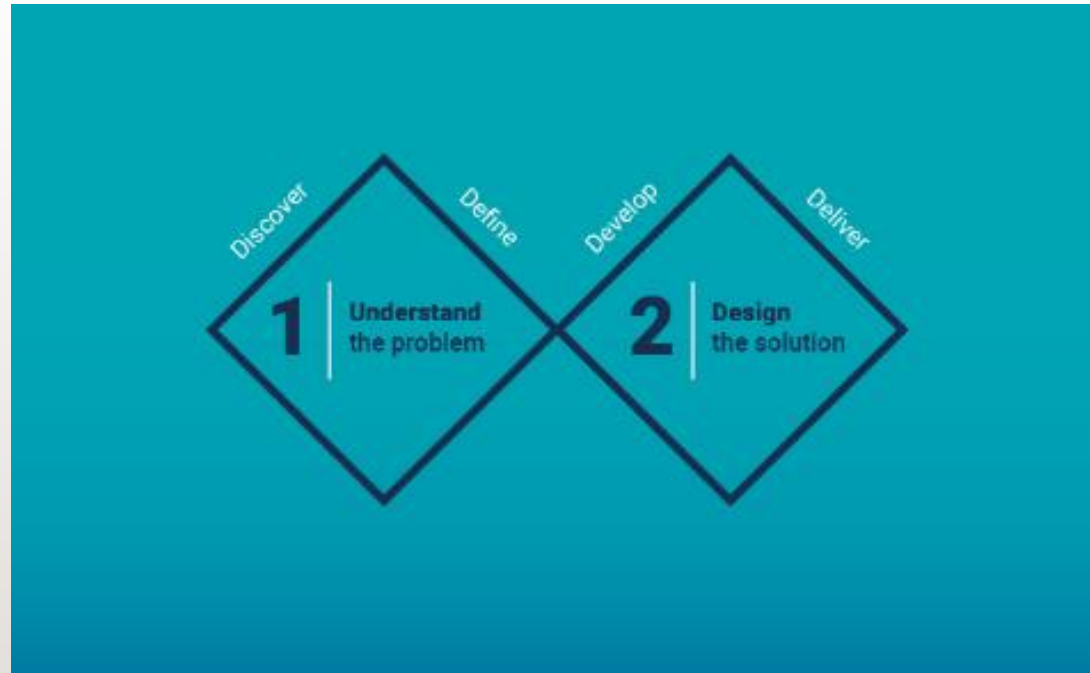 Discover
Define
Develop
Deliver
1
Understand
the problem
2
Design
the solution